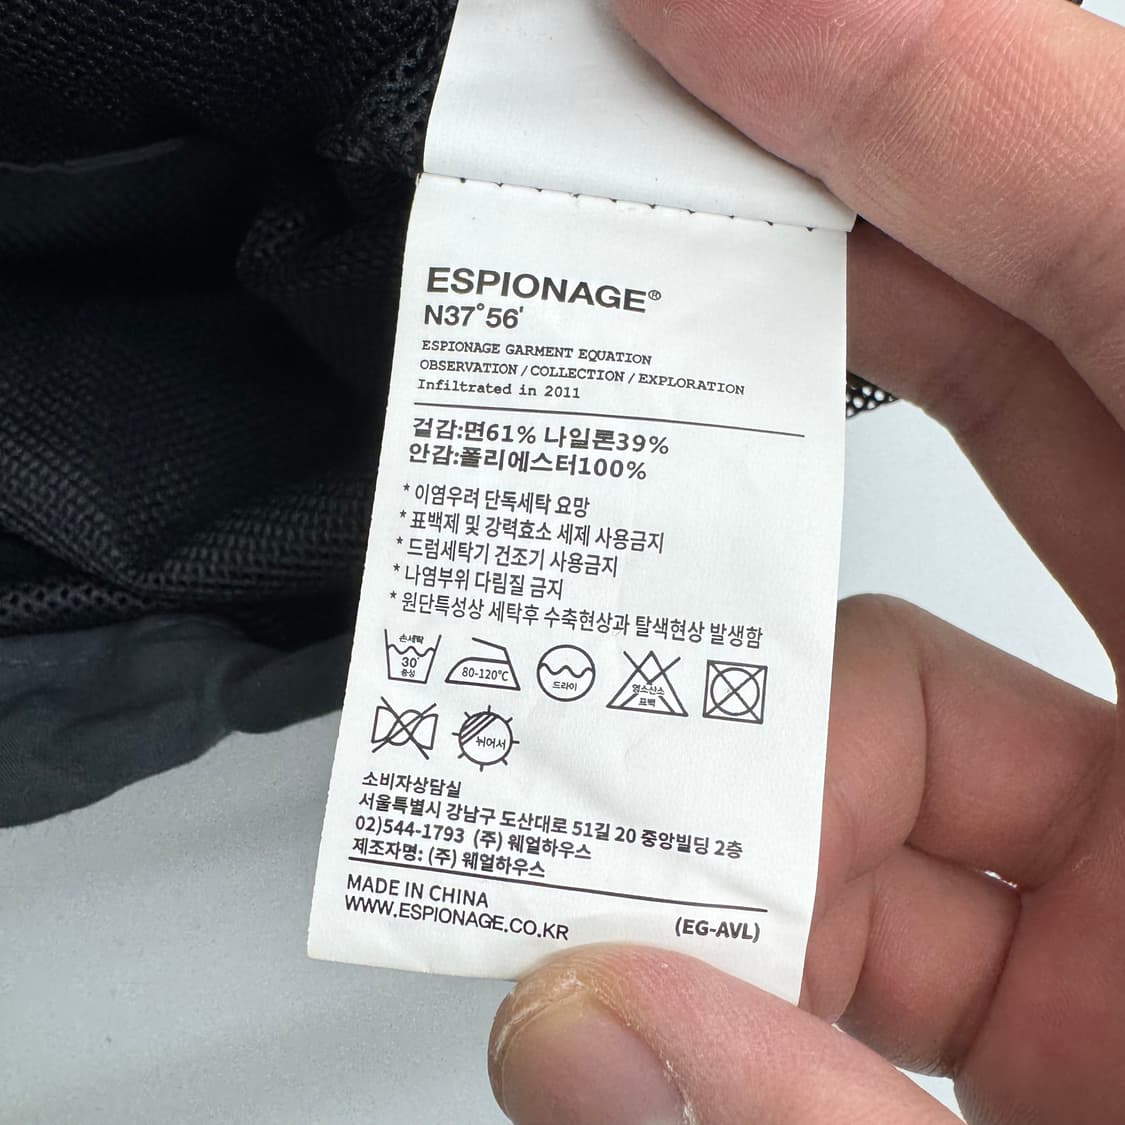 ESPIONAGE®
N37°56'
ESPIONAGE GARMENT EQUATION
OBSERVATION / COLLECTION / EXPLORATION
Infiltrated in 2011
겉감:면61% 나일론39%
안감:폴리에스터100%
* 이염우려 단독세탁 요망
* 표백제 및 강력효소 세제 사용금지
* 드럼세탁기 건조기 사용금지
* 나염부위 다림질 금지
* 원단특성상 세탁후 수축현상과 탈색현상 발생함
손세탁
30°
중성
80-120℃
드라이
염소산소
표백
뉘어서
소비자상담실
서울특별시 강남구 도산대로 51길 20 중앙빌딩 2층
02)544-1793 (주) 웨얼하우스
제조자명: (주) 웨얼하우스
MADE IN CHINA
WWW.ESPIONAGE.CO.KR (EG-AVL)